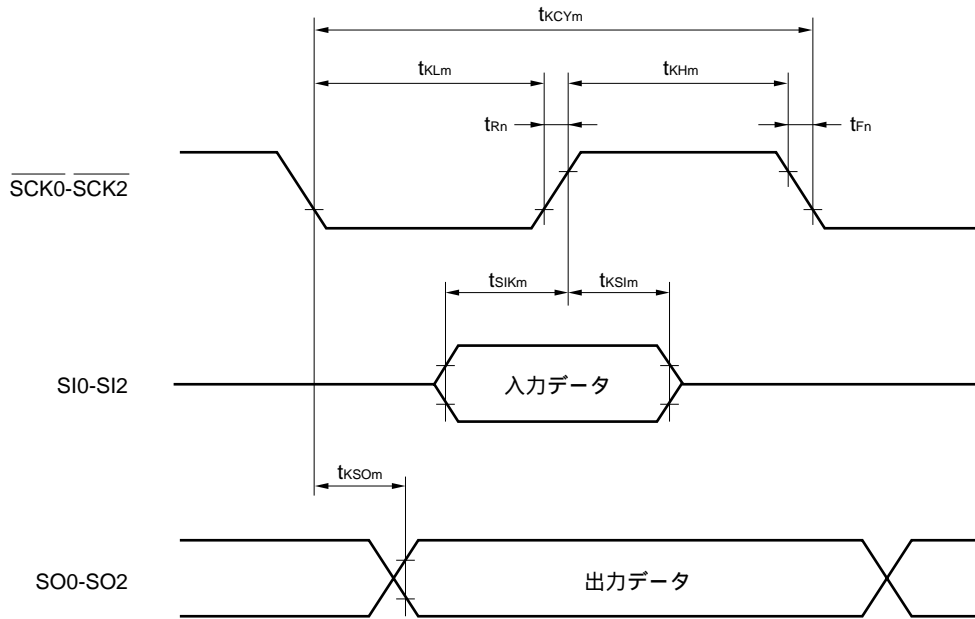 tKCYm
tKLm
tKHm
tRn
tFn
SCK0-SCK2
tSIKm
tKSIm
SI0-SI2
入力データ
tKSOm
SO0-SO2
出力データ